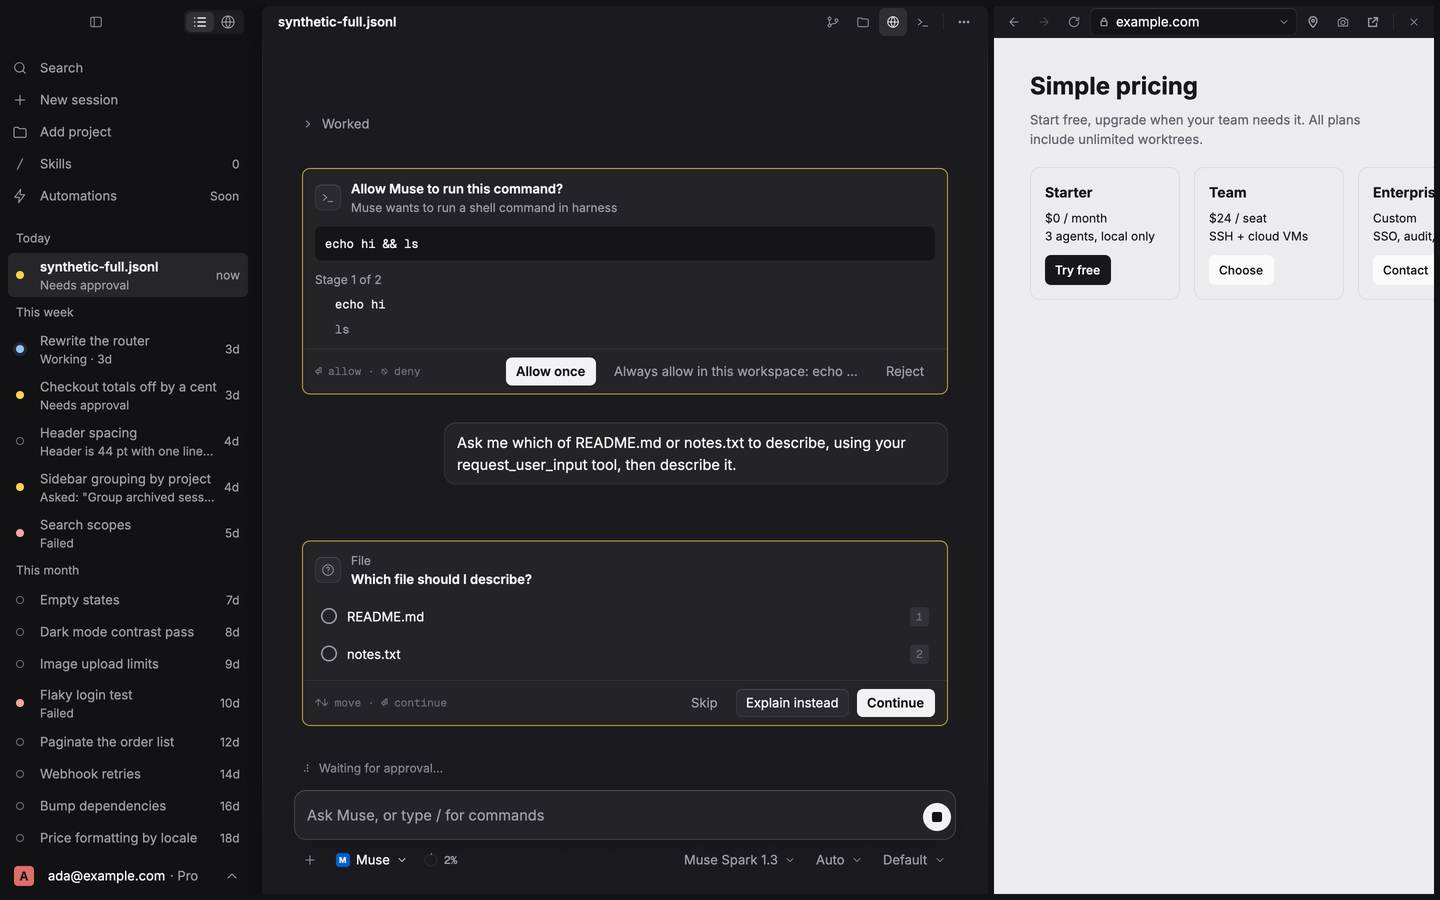 Search
New session
Add project
Skills 0
Automations Soon
Today
synthetic-full.jsonl now
Needs approval
This week
Rewrite the router 3d
Working · 3d
Checkout totals off by a cent 3d
Needs approval
Header spacing 4d
Header is 44 pt with one line...
Sidebar grouping by project 4d
Asked: "Group archived sess...
Search scopes 5d
Failed
This month
Empty states 7d
Dark mode contrast pass 8d
Image upload limits 9d
Flaky login test 10d
Failed
Paginate the order list 12d
Webhook retries 14d
Bump dependencies 16d
Price formatting by locale 18d
A ada@example.com · Pro
synthetic-full.jsonl
Worked
Allow Muse to run this command?
Muse wants to run a shell command in harness
echo hi && ls
Stage 1 of 2
echo hi
ls
allow · deny Allow once Always allow in this workspace: echo ... Reject
Ask me which of README.md or notes.txt to describe, using your
request_user_input tool, then describe it.
File
Which file should I describe?
README.md 1
notes.txt 2
move · continue Skip Explain instead Continue
Waiting for approval...
Ask Muse, or type / for commands
M Muse 2% Muse Spark 1.3 Auto Default
example.com
Simple pricing
Start free, upgrade when your team needs it. All plans
include unlimited worktrees.
Starter
$0 / month
3 agents, local only
Try free
Team
$24 / seat
SSH + cloud VMs
Choose
Enterpris
Custom
SSO, audit,
Contact